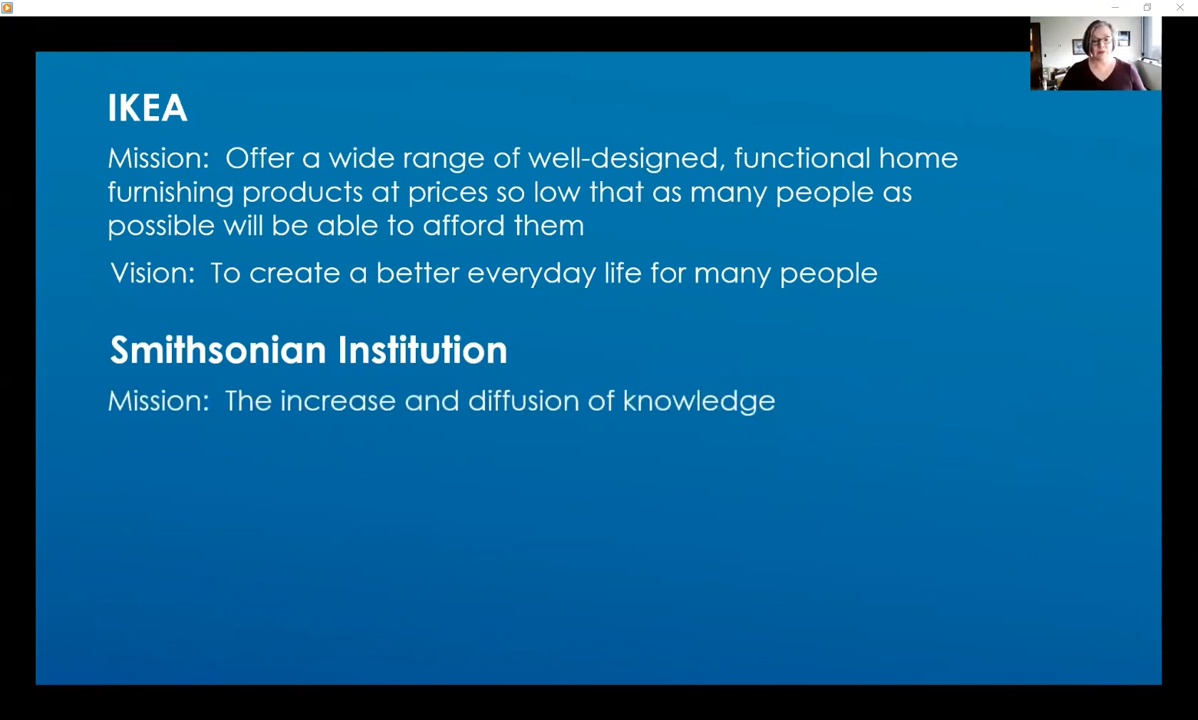 IKEA
Mission:  Offer a wide range of well-designed, functional home
furnishing products at prices so low that as many people as
possible will be able to afford them
Vision:  To create a better everyday life for many people
Smithsonian Institution
Mission:  The increase and diffusion of knowledge